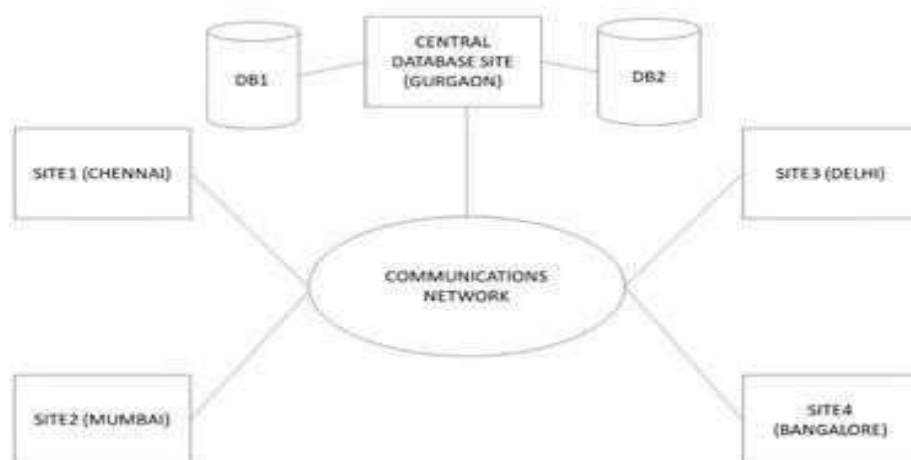 CENTRAL
DATABASE SITE
(GURGAON)
DB1
DB2
SITE1 (CHENNAI)
SITE3 (DELHI)
COMMUNICATIONS
NETWORK
SITE2 (MUMBAI)
SITE4
(BANGALORE)